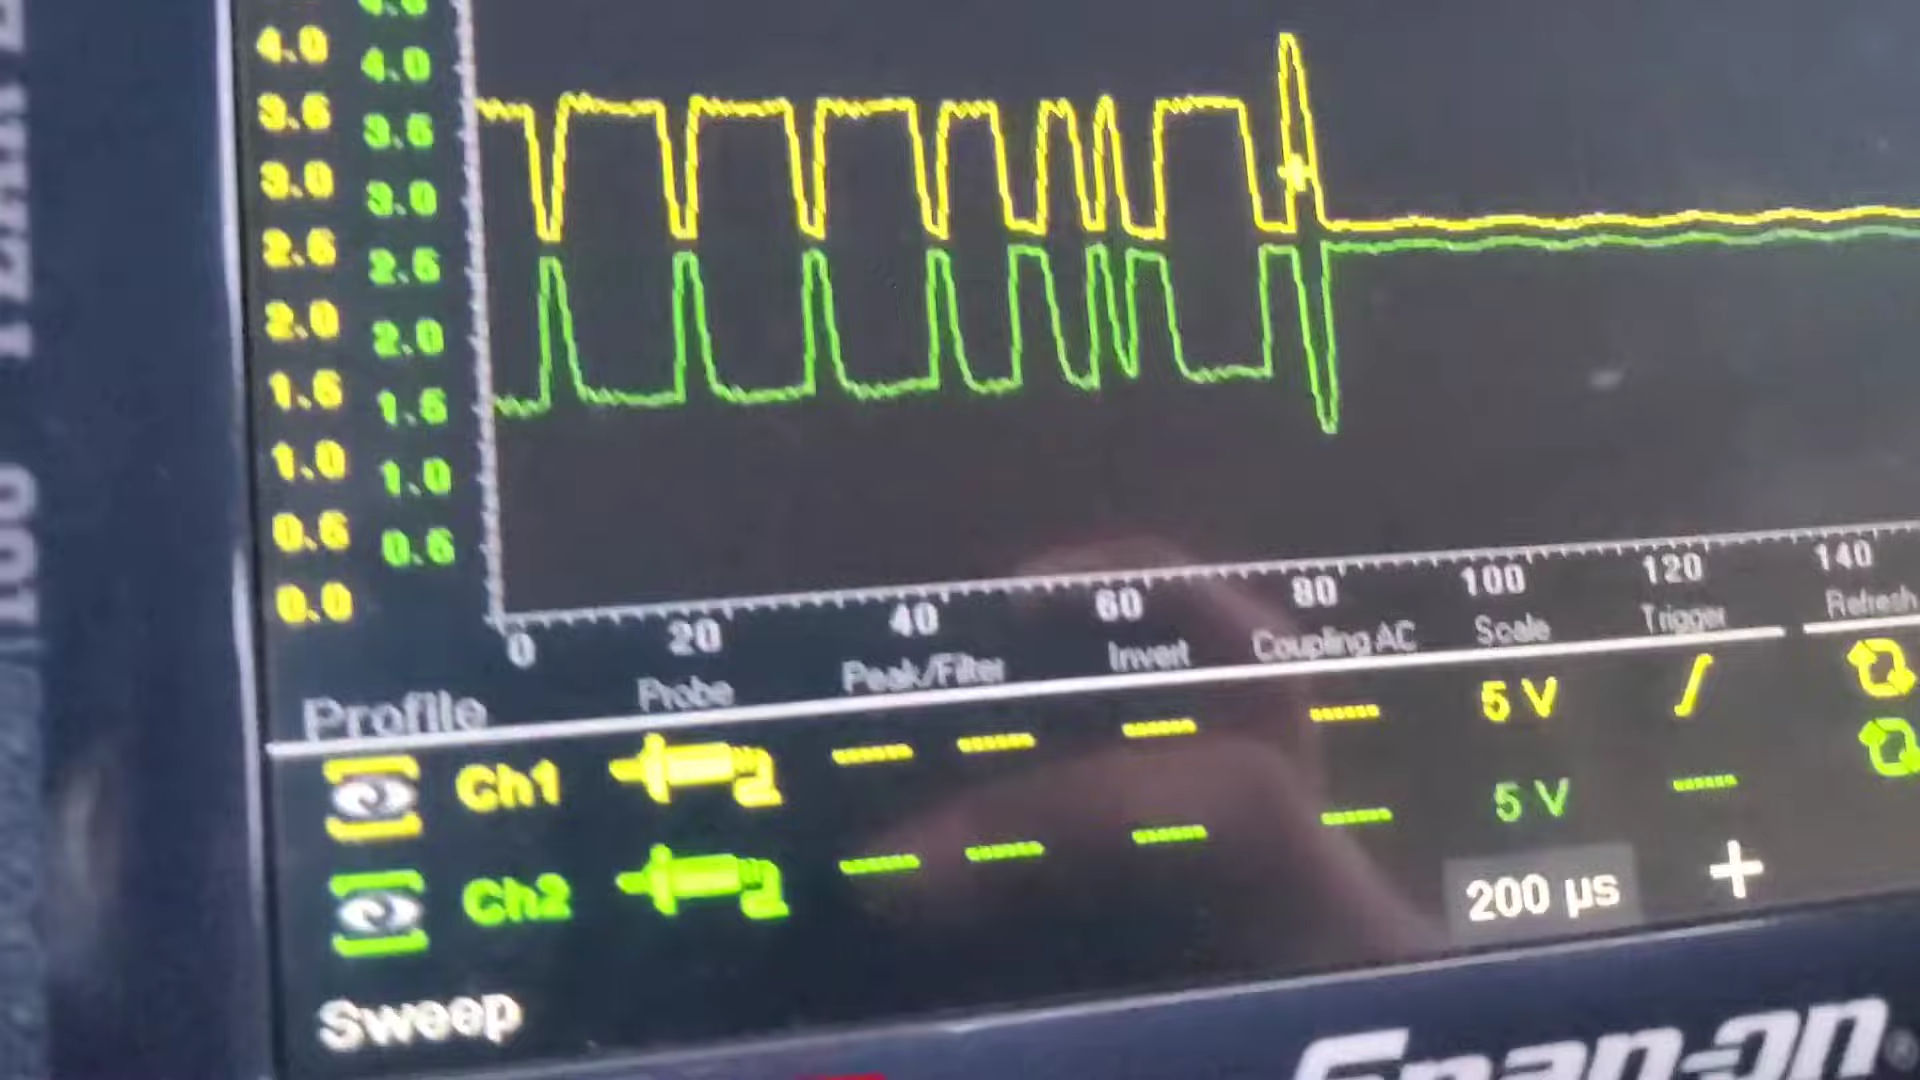 4.0 4.0
3.5 3.5
3.0 3.0
2.5 2.5
2.0 2.0
1.5 1.5
1.0 1.0
0.5 0.5
0.0
0 20 40 60 80 100 120 140
Profile Probe Peak/Filter Invert Coupling AC Scale Trigger Refresh
Ch1 5 V
Ch2 5 V
200 µs
Sweep
Snap-on®